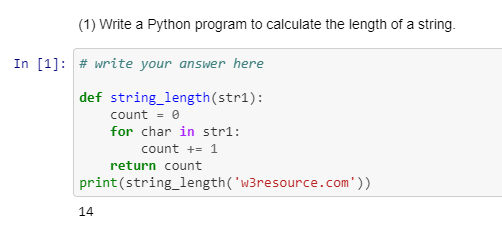 (1) Write a Python program to calculate the length of a string.
In [1]: # write your answer here
def string_length(str1):
    count = 0
    for char in str1:
        count += 1
    return count
print(string_length('w3resource.com'))
14